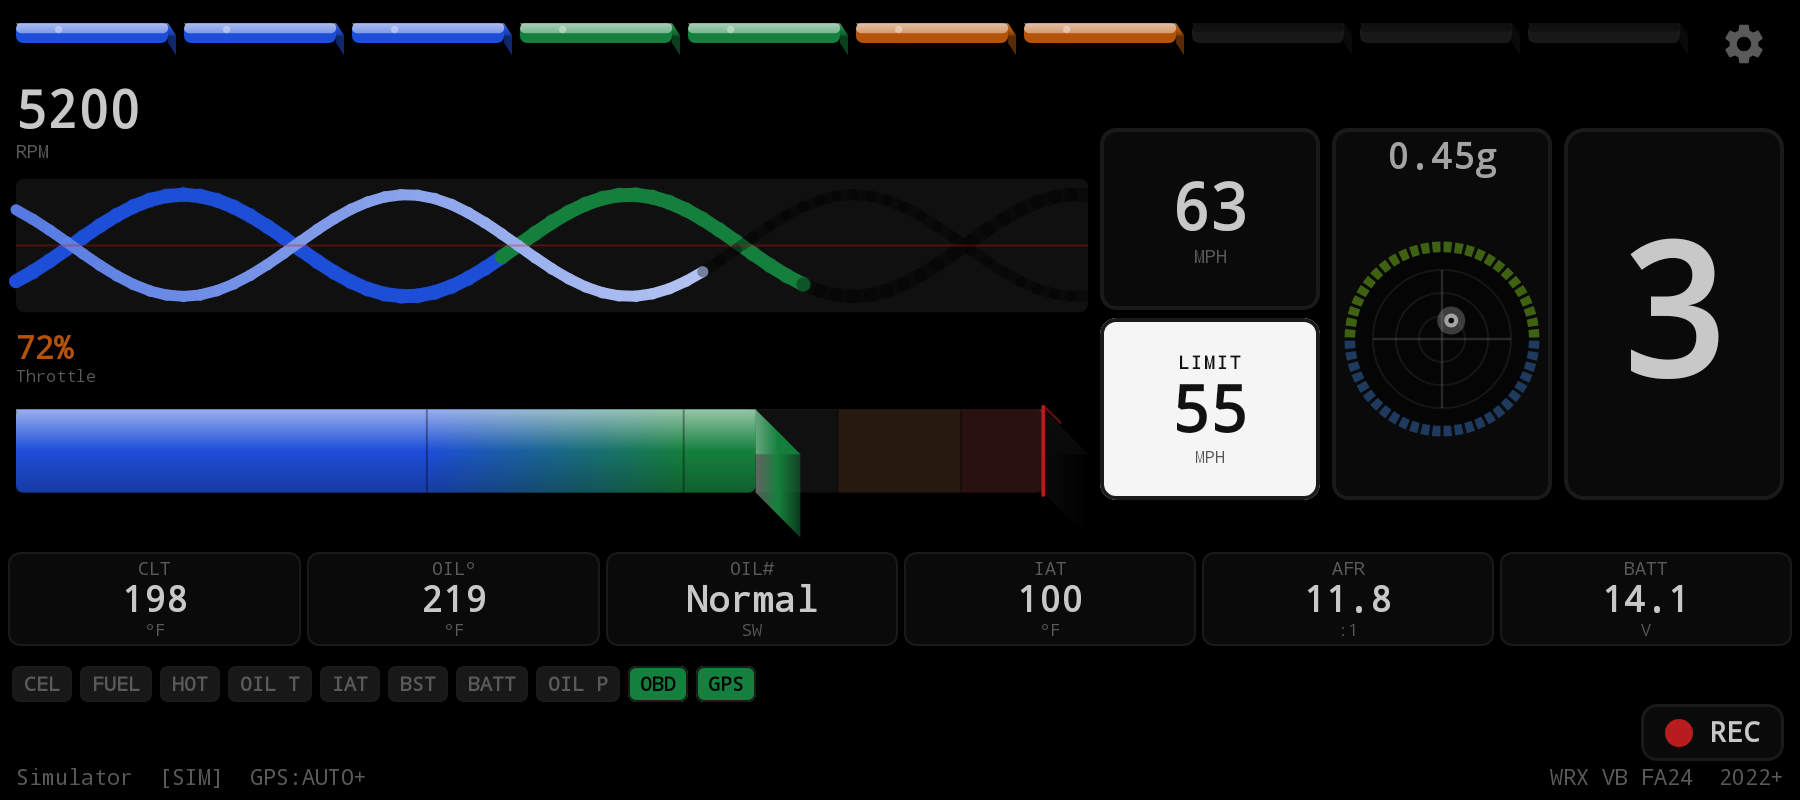 5200
RPM
0.45g
63
MPH
3
72%
Throttle
LIMIT
55
MPH
CLT
198
°F
OIL°
219
°F
OIL#
Normal
SW
IAT
100
°F
AFR
11.8
:1
BATT
14.1
V
CEL FUEL HOT OIL T IAT BST BATT OIL P OBD GPS
REC
Simulator [SIM] GPS:AUTO+
WRX VB FA24 2022+